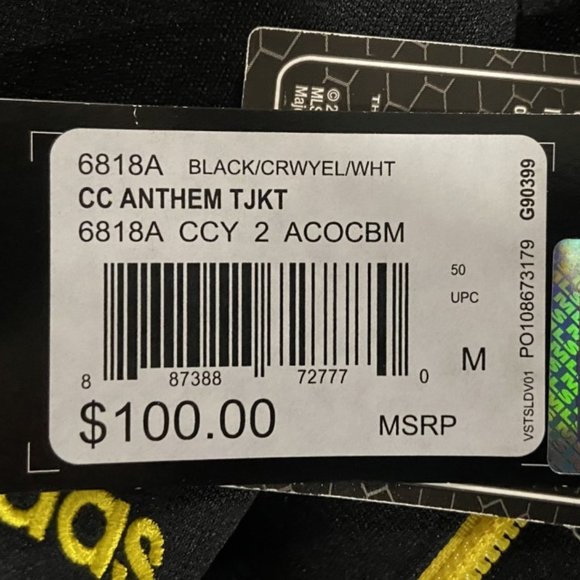 6818A BLACK/CRWYEL/WHT
CC ANTHEM TJKT
6818A CCY 2 ACOCBM
50
UPC
M
8 87388 72777 0
$100.00 MSRP
VSTSLDV01 PO108673179 G90399
MLS